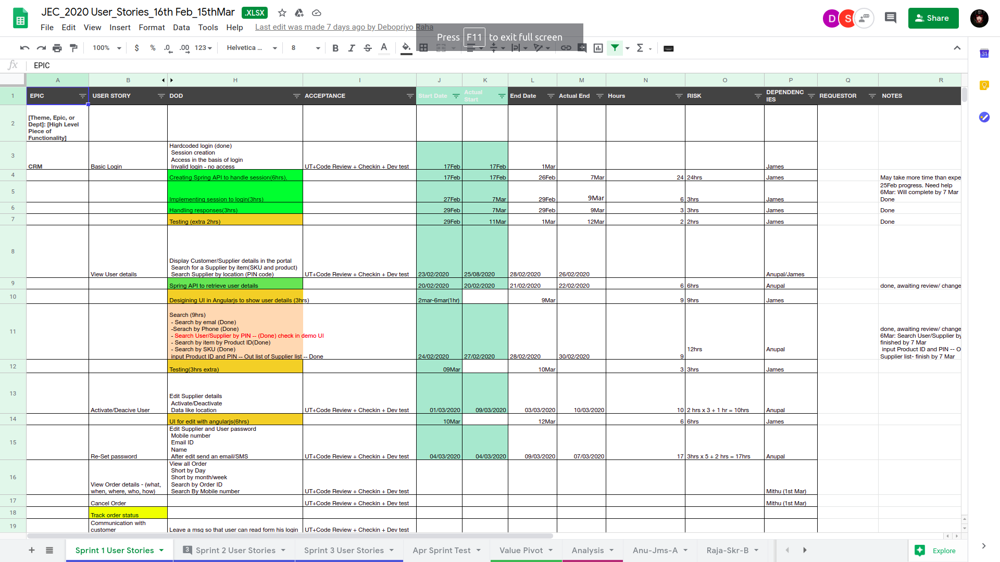 JEC_2020 User_Stories_16th Feb_15thMar .XLSX
File Edit View Insert Format Data Tools Help Last edit was made 7 days ago by Debopriyo Raha
Press F11 to exit full screen
D S Share
100% $ % .0 .00 123 Helvetica ... 8 B I S A Σ
31
fx EPIC
A B H I J K L M N O P Q R
1 EPIC USER STORY DOD ACCEPTANCE Start Date Actual Start End Date Actual End Hours RISK DEPENDENC IES REQUESTOR NOTES
2 [Theme, Epic, or
Dept]: [High Level
Piece of
Functionality]
3 CRM Basic Login Hardcoded login (done)
Session creation
Access in the basis of login
Invalid login - no access UT+Code Review + Checkin + Dev test 17Feb 17Feb 1Mar James
4 Creating Spring API to handle session(6hrs). 17Feb 17Feb 26Feb 7Mar 24 24hrs James May take more time than expe
5 Implementing session to login(3hrs) 27Feb 7Mar 29Feb 9Mar 6 3hrs James 25Feb progress. Need help
6Mar: Will complete by 7 Mar
Done
6 Handling responses(3hrs) 29Feb 7Mar 29Feb 9Mar 3 3hrs James Done
7 Testing (extra 2hrs) 29Feb 11Mar 1Mar 12Mar 2 2hrs James Done
8 View User details Display Customer/Supplier details in the portal
Search for a Supplier by item(SKU and product)
Search Supplier by location (PIN code) UT+Code Review + Checkin + Dev test 23/02/2020 25/08/2020 28/02/2020 26/02/2020 Anupal/James
9 Spring API to retrieve user details 20/02/2020 20/02/2020 21/02/2020 22/02/2020 6 6hrs Anupal done, awaiting review/ change
10 Desigining UI in Angularjs to show user details (3hrs) 2mar-6mar(1hr) 9Mar 9 9hrs James
11 Search (9hrs)
- Search by emal (Done)
-Serach by Phone (Done)
- Search User/Supplier by PIN -- (Done) check in demo UI
- Search by item by Product ID(Done)
- Search by SKU (Done)
input Product ID and PIN -- Out list of Supplier list -- Done 24/02/2020 27/02/2020 28/02/2020 30/02/2020 9 12hrs Anupal done, awaiting review/ change
6Mar: Search User/Supplier by
finished by 7 Mar
input Product ID and PIN -- O
Supplier list- finish by 7 Mar
12 Testing(3hrs extra) 09Mar 10Mar 3 3hrs James
13 Activate/Deacive User Edit Supplier details
Activate/Deactivate
Data like location UT+Code Review + Checkin + Dev test 01/03/2020 09/03/2020 03/03/2020 10/03/2020 10 2 hrs x 3 + 1 hr = 10hrs Anupal
14 UI for edit with angularjs(6hrs) 10Mar 12Mar 6 6hrs James
15 Re-Set password Edit Supplier and User password
Mobile number
Email ID
Name
After edit send an email/SMS UT+Code Review + Checkin + Dev test 04/03/2020 04/03/2020 09/03/2020 07/03/2020 17 3hrs x 5 + 2 hrs = 17hrs Anupal
16 View Order details - (what,
when, where, who, how) View all Order
Short by Day
Short by month/week
Search by Order ID
Search By Mobile number UT+Code Review + Checkin + Dev test Mithu (1st Mar)
17 Cancel Order UT+Code Review + Checkin + Dev test Mithu (1st Mar)
18 Track order status
19 Communication with
customer Leave a msg so that user can read form his login UT+Code Review + Checkin + Dev test
+ Sprint 1 User Stories 3 Sprint 2 User Stories Sprint 3 User Stories Apr Sprint Test Value Pivot Analysis Anu-Jms-A Raja-Skr-B Explore